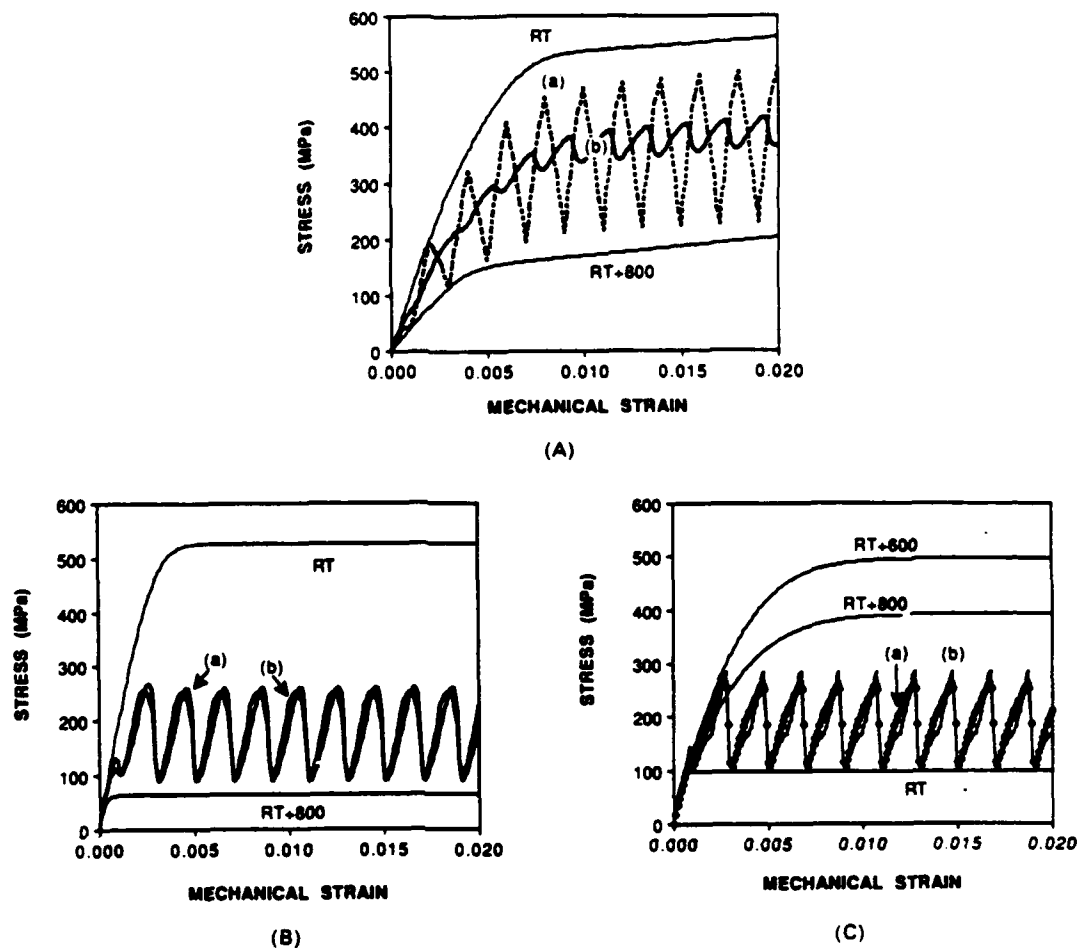 600
500
400
300
200
100
0
STRESS (MPa)
RT
(a)
(b)
RT+800
0.000
0.005
0.010
0.015
0.020
MECHANICAL STRAIN
(A)
600
500
400
300
200
100
0
STRESS (MPa)
RT
(a)
(b)
RT+800
0.000
0.005
0.010
0.015
0.020
MECHANICAL STRAIN
(B)
600
500
400
300
200
100
0
STRESS (MPa)
RT+600
RT+800
(a)
(b)
RT
0.000
0.005
0.010
0.015
0.020
MECHANICAL STRAIN
(C)